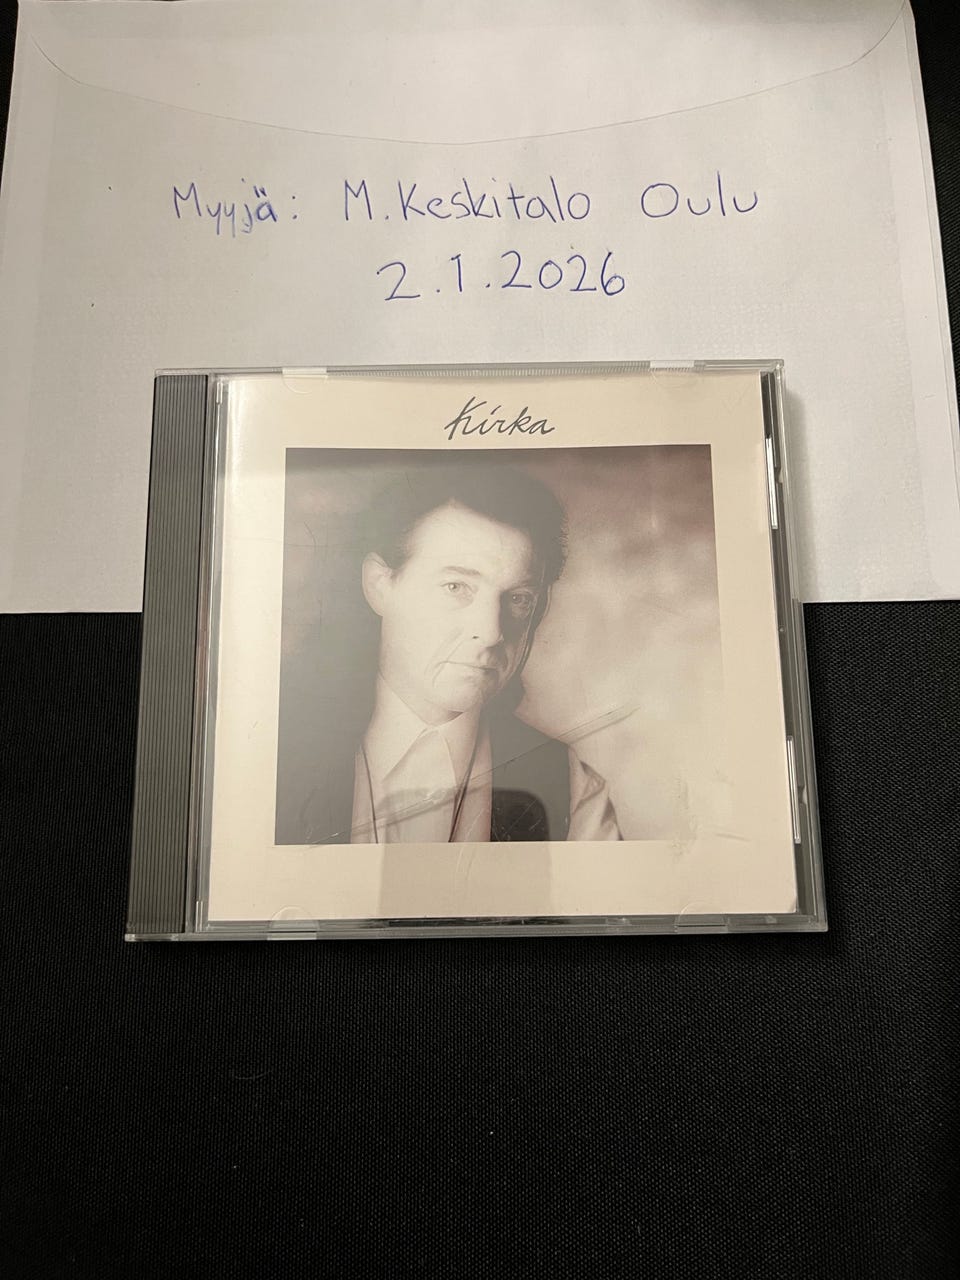 Myyjä: M. Keskitalo Oulu
2.1.2026
Kirka